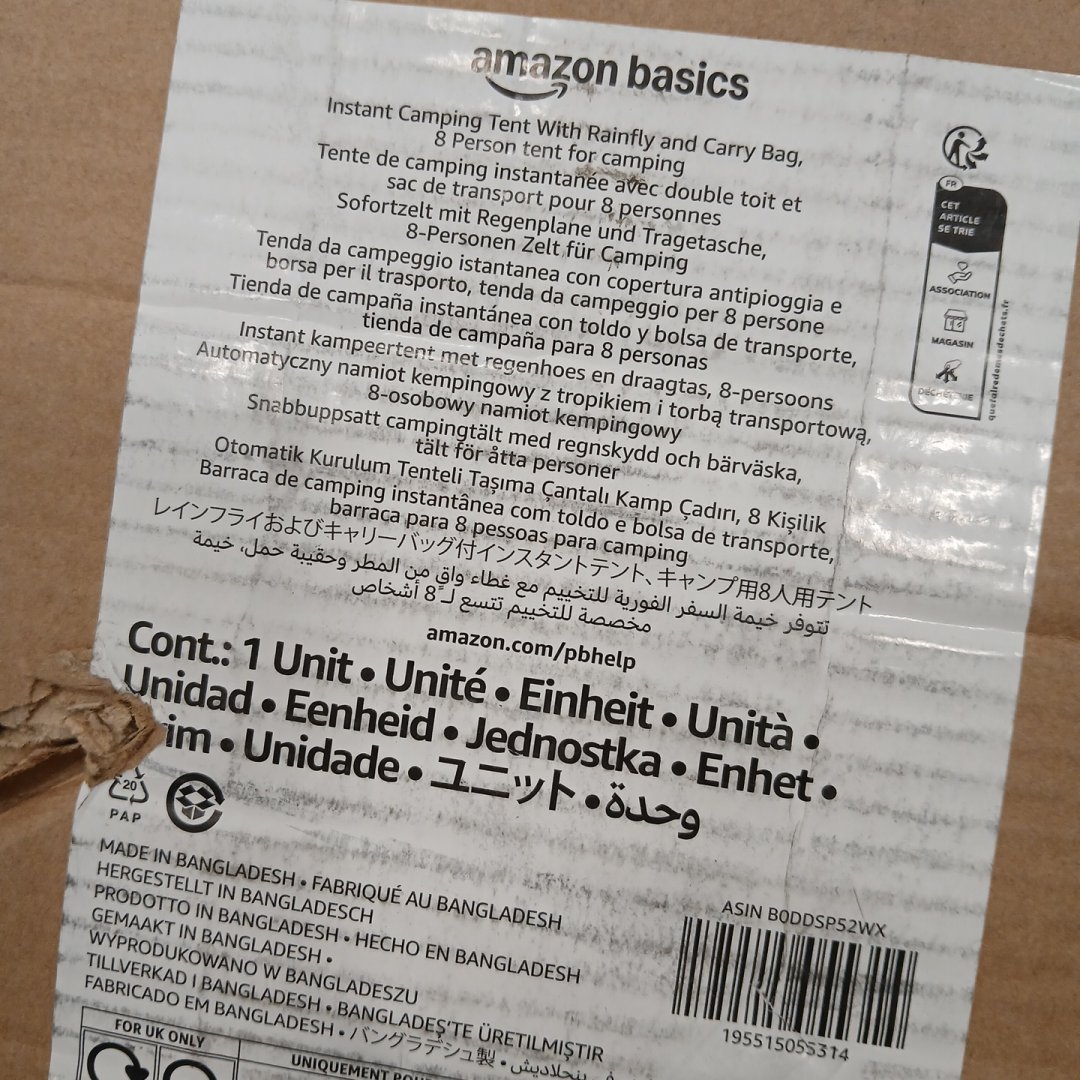 amazon basics
Instant Camping Tent With Rainfly and Carry Bag,
8 Person tent for camping
Tente de camping instantanée avec double toit et
sac de transport pour 8 personnes
Sofortzelt mit Regenplane und Tragetasche,
8-Personen Zelt für Camping
Tenda da campeggio istantanea con copertura antipioggia e
borsa per il trasporto, tenda da campeggio per 8 persone
Tienda de campaña instantánea con toldo y bolsa de transporte,
tienda de campaña para 8 personas
Instant kampeertent met regenhoes en draagtas, 8-persoons
Automatyczny namiot kempingowy z tropikiem i torbą transportową,
8-osobowy namiot kempingowy
Snabbuppsatt campingtält med regnskydd och bärväska,
tält för åtta personer
Otomatik Kurulum Tenteli Taşıma Çantalı Kamp Çadırı, 8 Kişilik
Barraca de camping instantânea com toldo e bolsa de transporte,
barraca para 8 pessoas para camping
レインフライおよびキャリーバッグ付インスタントテント、キャンプ用8人用テント
تتوفر خيمة السفر الفورية للتخييم مع غطاء واقٍ من المطر وحقيبة حمل، خيمة
مخصصة للتخييم تتسع لـ 8 أشخاص
amazon.com/pbhelp
FR
CET
ARTICLE
SE TRIE
ASSOCIATION
MAGASIN
quefairedemesdechets.fr
Cont.: 1 Unit • Unité • Einheit • Unità •
Unidad • Eenheid • Jednostka • Enhet •
Unidade • ユニット • وحدة
20
PAP
MADE IN BANGLADESH • FABRIQUÉ AU BANGLADESH
HERGESTELLT IN BANGLADESCH
PRODOTTO IN BANGLADESH • HECHO EN BANGLADESH
GEMAAKT IN BANGLADESH •
WYPRODUKOWANO W BANGLADESZU
TILLVERKAD I BANGLADESH • BANGLADEŞ'TE ÜRETILMIŞTIR
FABRICADO EM BANGLADESH • バングラデシュ製 •
ASIN B0DDSP52WX
195515055314
FOR UK ONLY
UNIQUEMENT